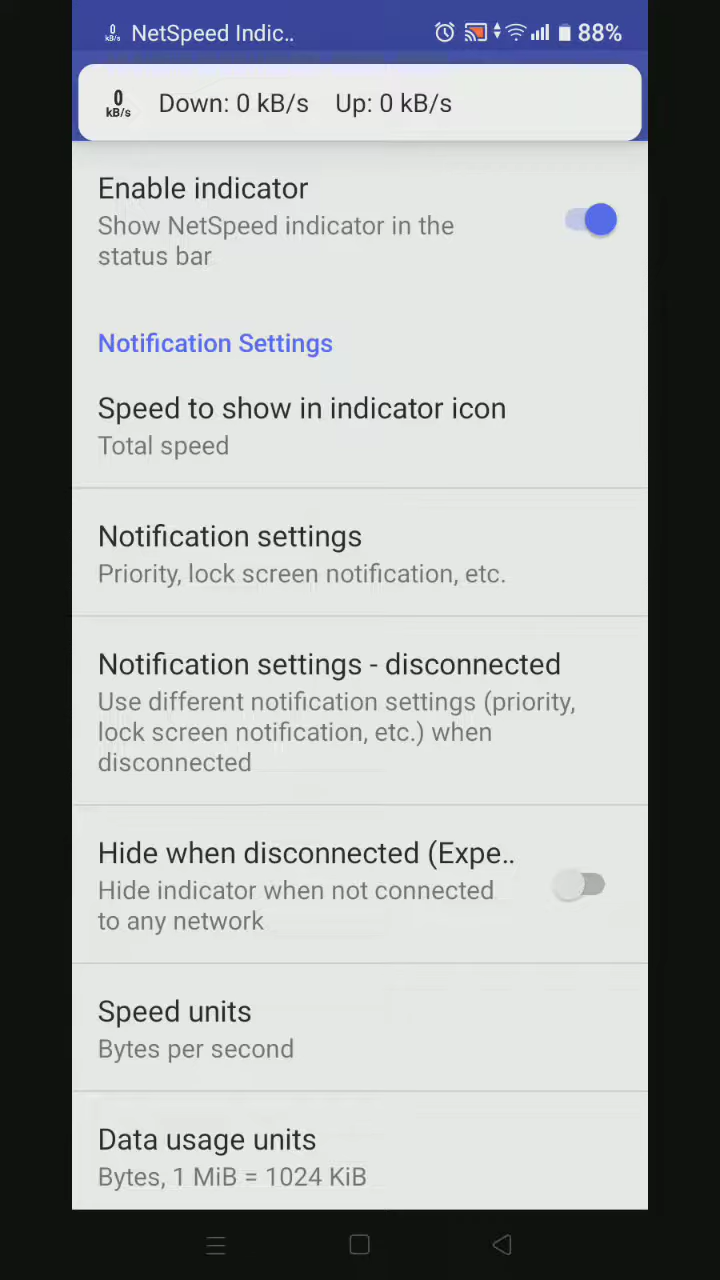 0
kB/s
NetSpeed Indic..
88%
0
kB/s
Down: 0 kB/s Up: 0 kB/s
Enable indicator
Show NetSpeed indicator in the
status bar
Notification Settings
Speed to show in indicator icon
Total speed
Notification settings
Priority, lock screen notification, etc.
Notification settings - disconnected
Use different notification settings (priority,
lock screen notification, etc.) when
disconnected
Hide when disconnected (Expe..
Hide indicator when not connected
to any network
Speed units
Bytes per second
Data usage units
Bytes, 1 MiB = 1024 KiB